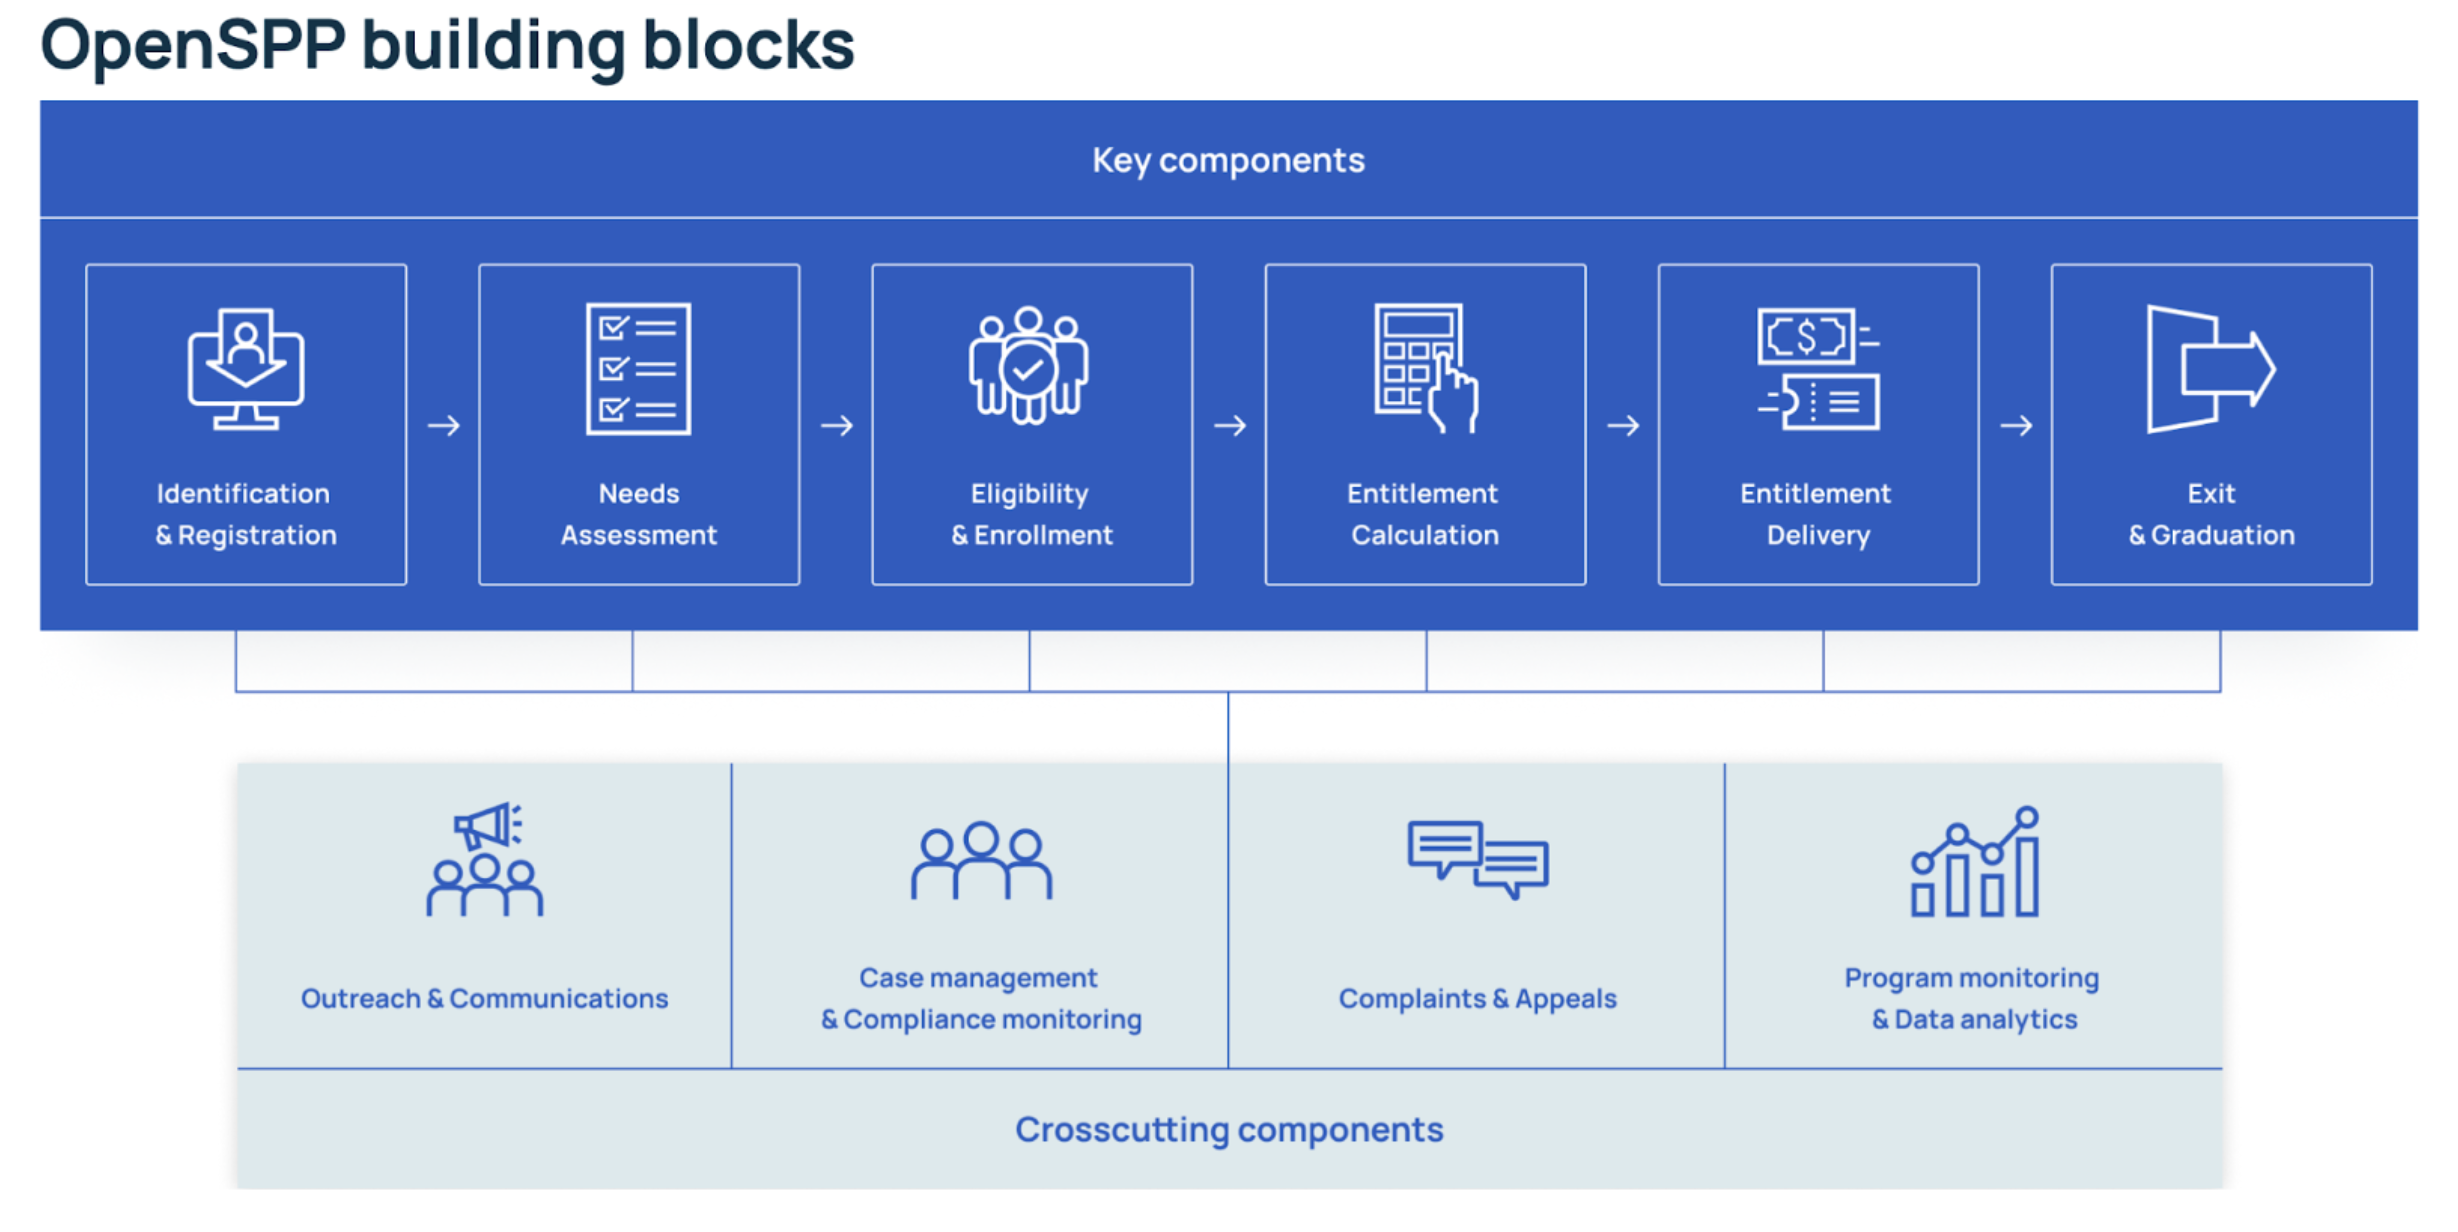 OpenSPP building blocks
Key components
Identification
& Registration
Needs
Assessment
Eligibility
& Enrollment
Entitlement
Calculation
$
Entitlement
Delivery
Exit
& Graduation
Outreach & Communications
Case management
& Compliance monitoring
Complaints & Appeals
Program monitoring
& Data analytics
Crosscutting components